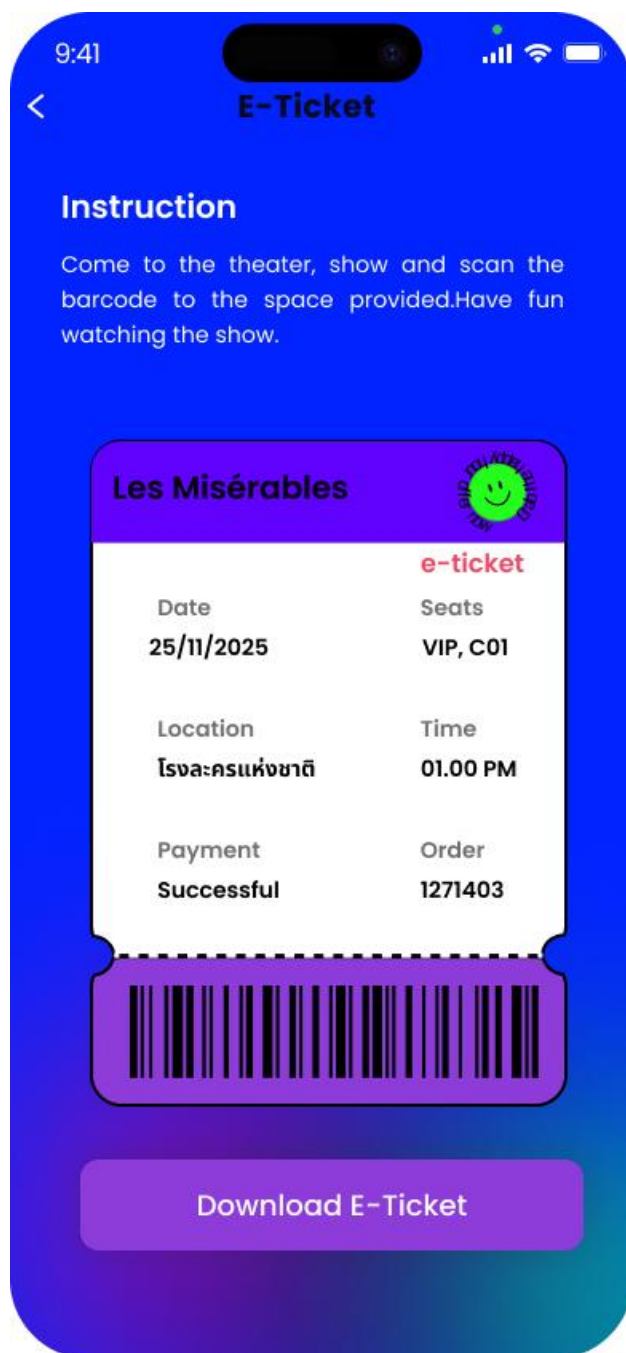 9:41
E-Ticket
Instruction
Come to the theater, show and scan the
barcode to the space provided.Have fun
watching the show.
Les Misérables
e-ticket
Date Seats
25/11/2025 VIP, C01
Location Time
โรงละครแห่งชาติ 01.00 PM
Payment Order
Successful 1271403
Download E-Ticket